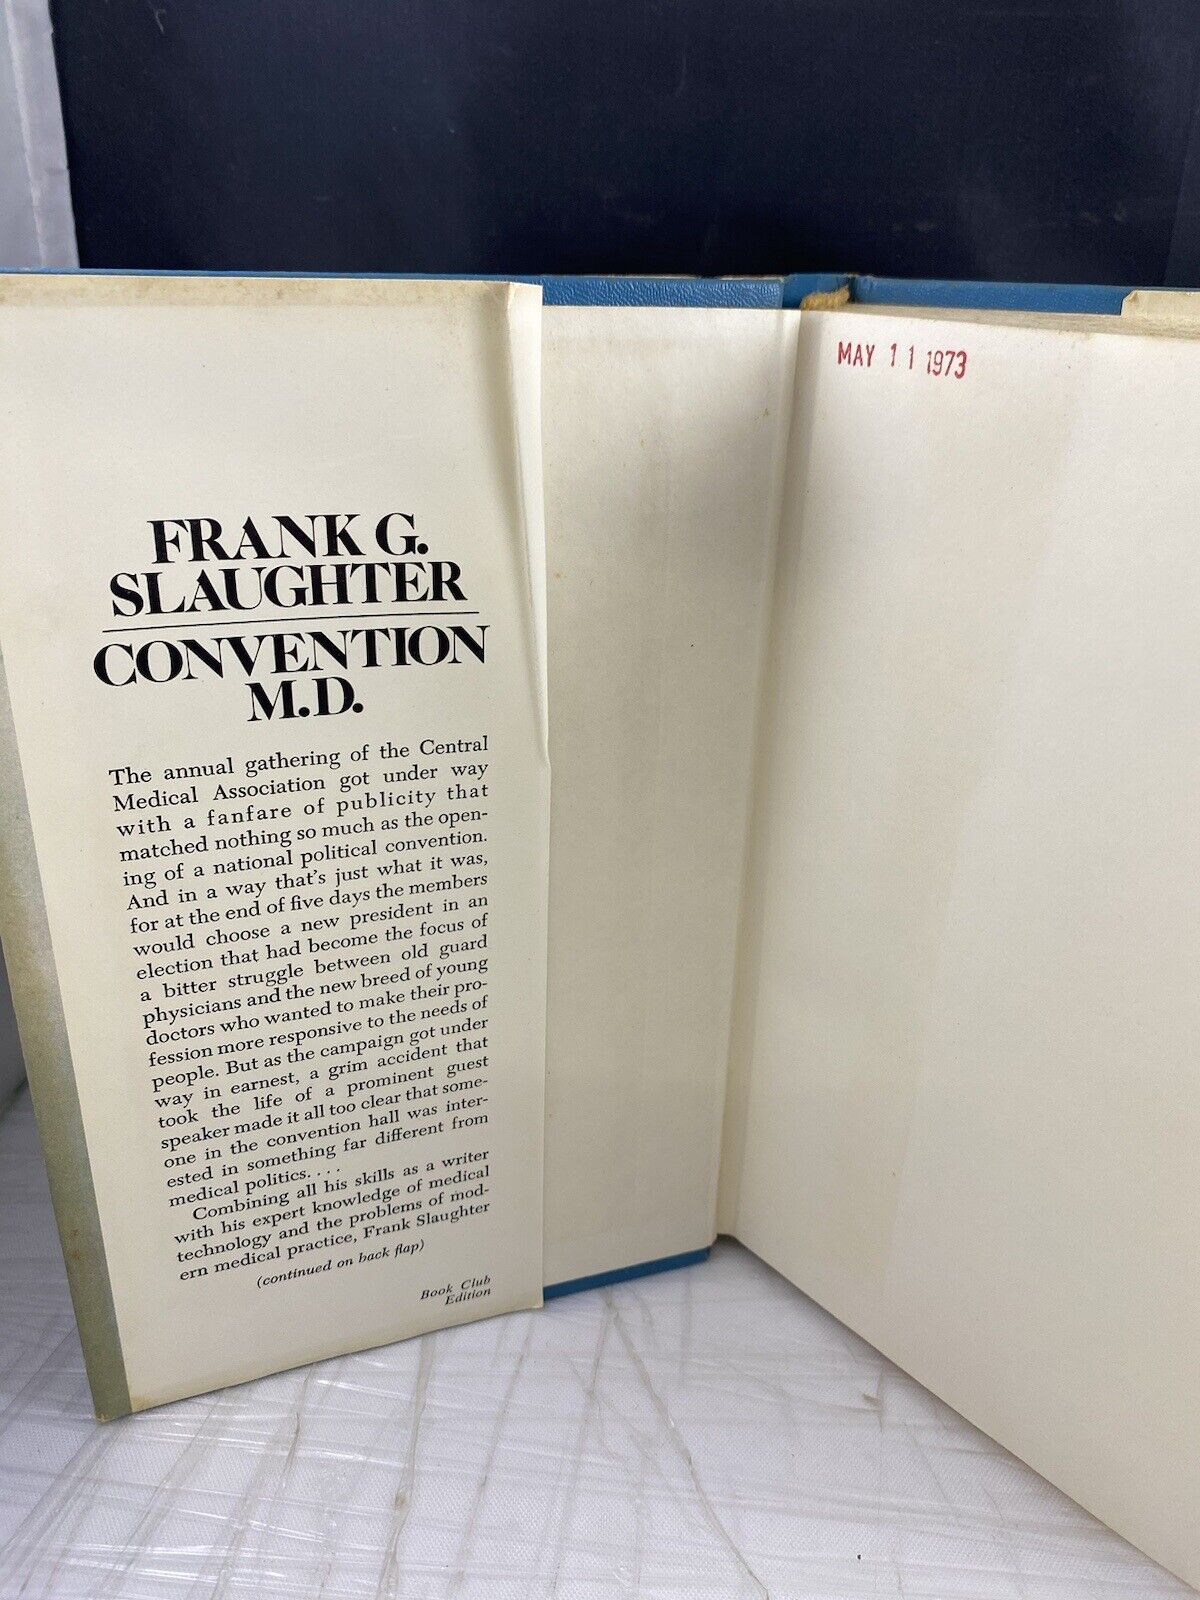 FRANK G.
SLAUGHTER
CONVENTION
M.D.
The annual gathering of the Central
Medical Association got under way
with a fanfare of publicity that
matched nothing so much as the open-
ing of a national political convention.
And in a way that's just what it was,
for at the end of five days the members
would choose a new president in an
election that had become the focus of
a bitter struggle between old guard
physicians and the new breed of young
doctors who wanted to make their pro-
fession more responsive to the needs of
people. But as the campaign got under
way in earnest, a grim accident that
took the life of a prominent guest
speaker made it all too clear that some-
one in the convention hall was inter-
ested in something far different from
medical politics. . . .
Combining all his skills as a writer
with his expert knowledge of medical
technology and the problems of mod-
ern medical practice, Frank Slaughter
(continued on back flap)
Book Club
Edition
MAY 11 1973